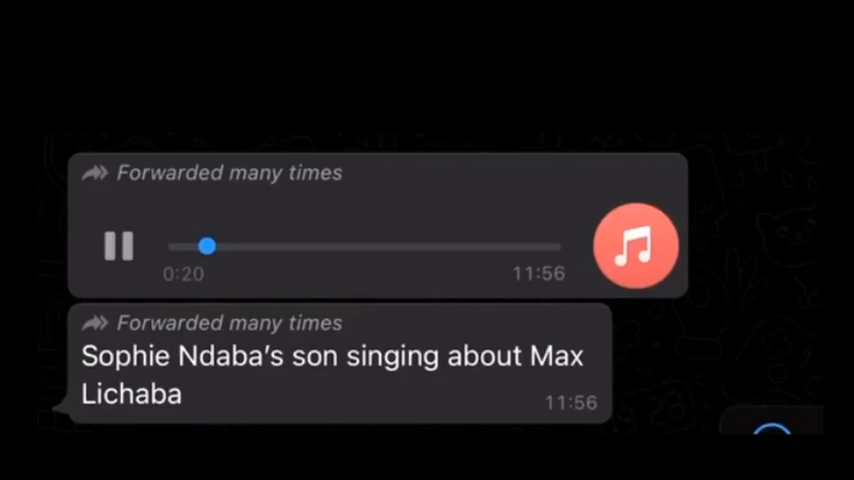 Forwarded many times
0:20
11:56
Forwarded many times
Sophie Ndaba's son singing about Max
Lichaba
11:56